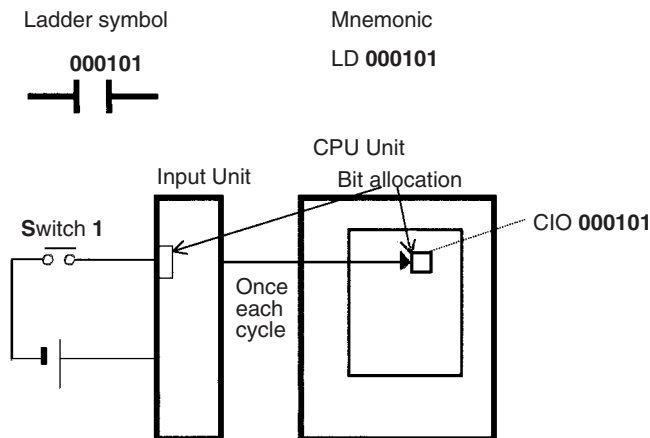 Ladder symbol
Mnemonic
000101
LD 000101
CPU Unit
Input Unit
Bit allocation
Switch 1
CIO 000101
Once
each
cycle